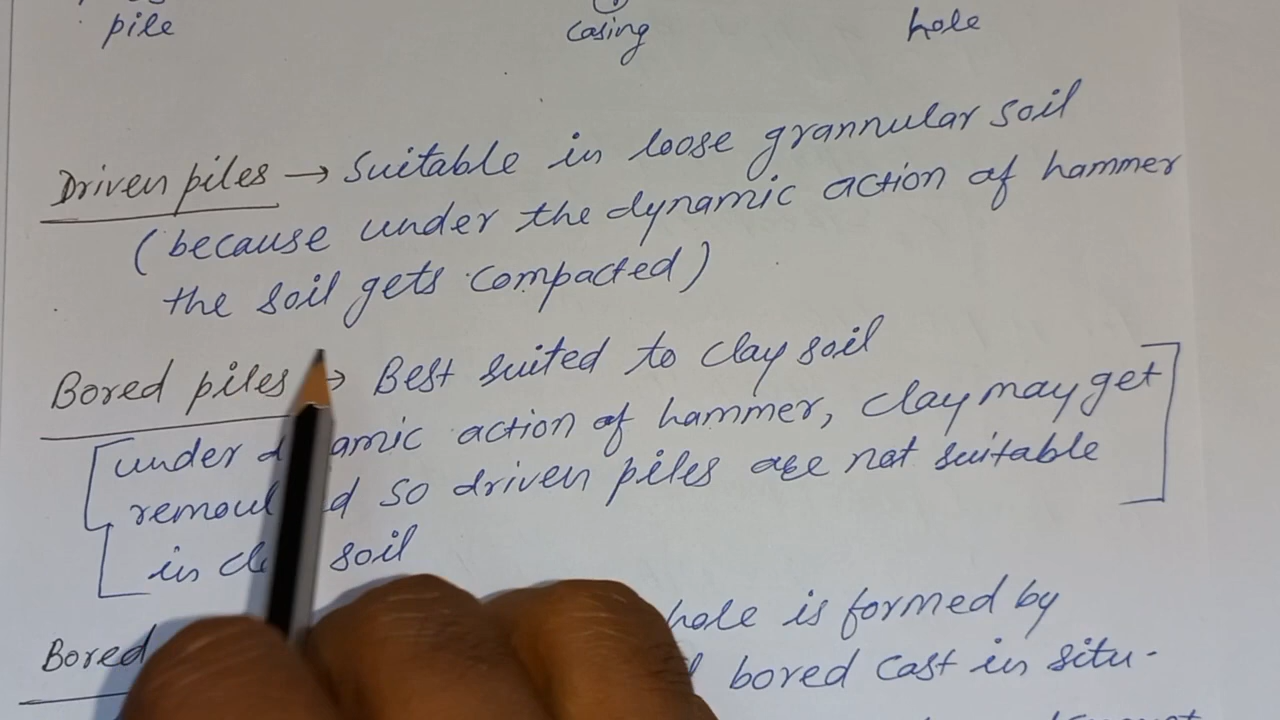 pile casing hole
Driven piles → Suitable in loose grannular soil
(because under the dynamic action of hammer
the soil gets compacted)
Bored piles → Best suited to clay soil
under amic action of hammer, clay may get
remoul d so driven piles are not suitable
in soil
Bored hole is formed by
bored cast in situ-